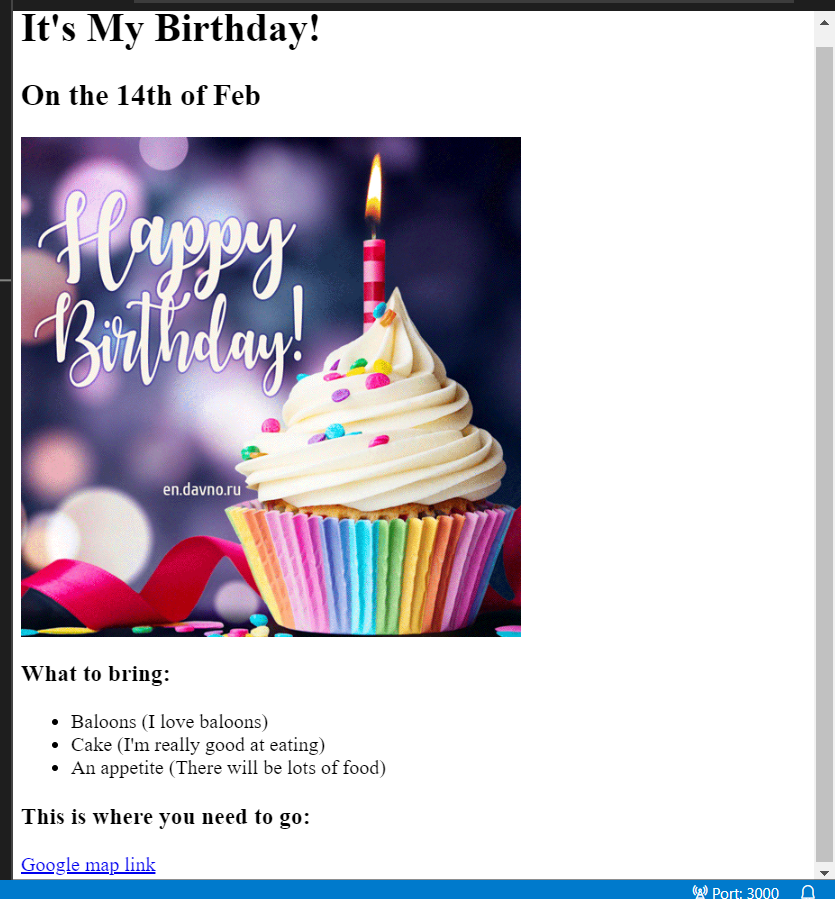 It's My Birthday!
On the 14th of Feb
Happy
Birthday!
en.davno.ru
What to bring:
Baloons (I love baloons)
Cake (I'm really good at eating)
An appetite (There will be lots of food)
This is where you need to go:
Google map link
Port: 3000